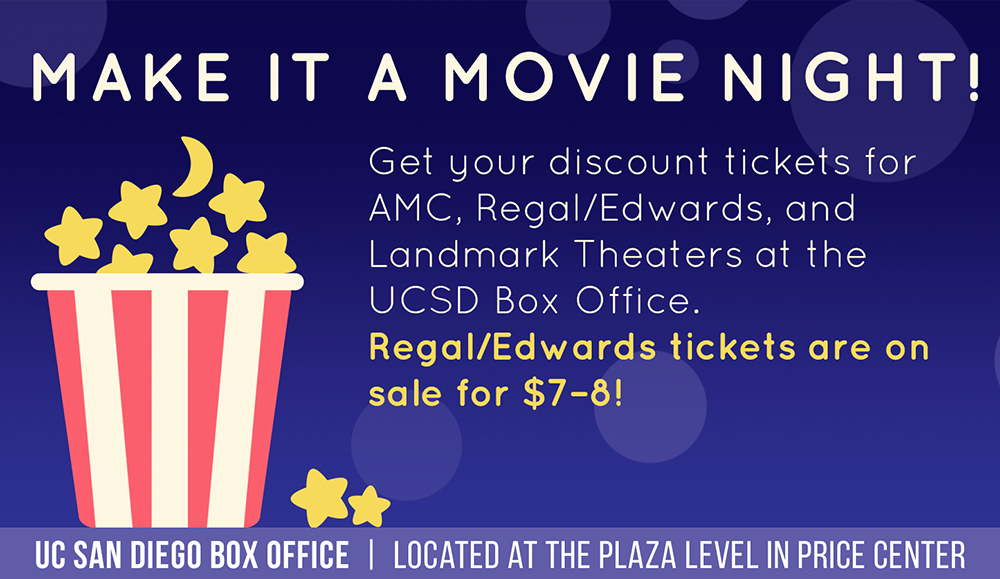 MAKE IT A MOVIE NIGHT!
Get your discount tickets for
AMC, Regal/Edwards, and
Landmark Theaters at the
UCSD Box Office.
Regal/Edwards tickets are on
sale for $7-8!
UC SAN DIEGO BOX OFFICE | LOCATED AT THE PLAZA LEVEL IN PRICE CENTER